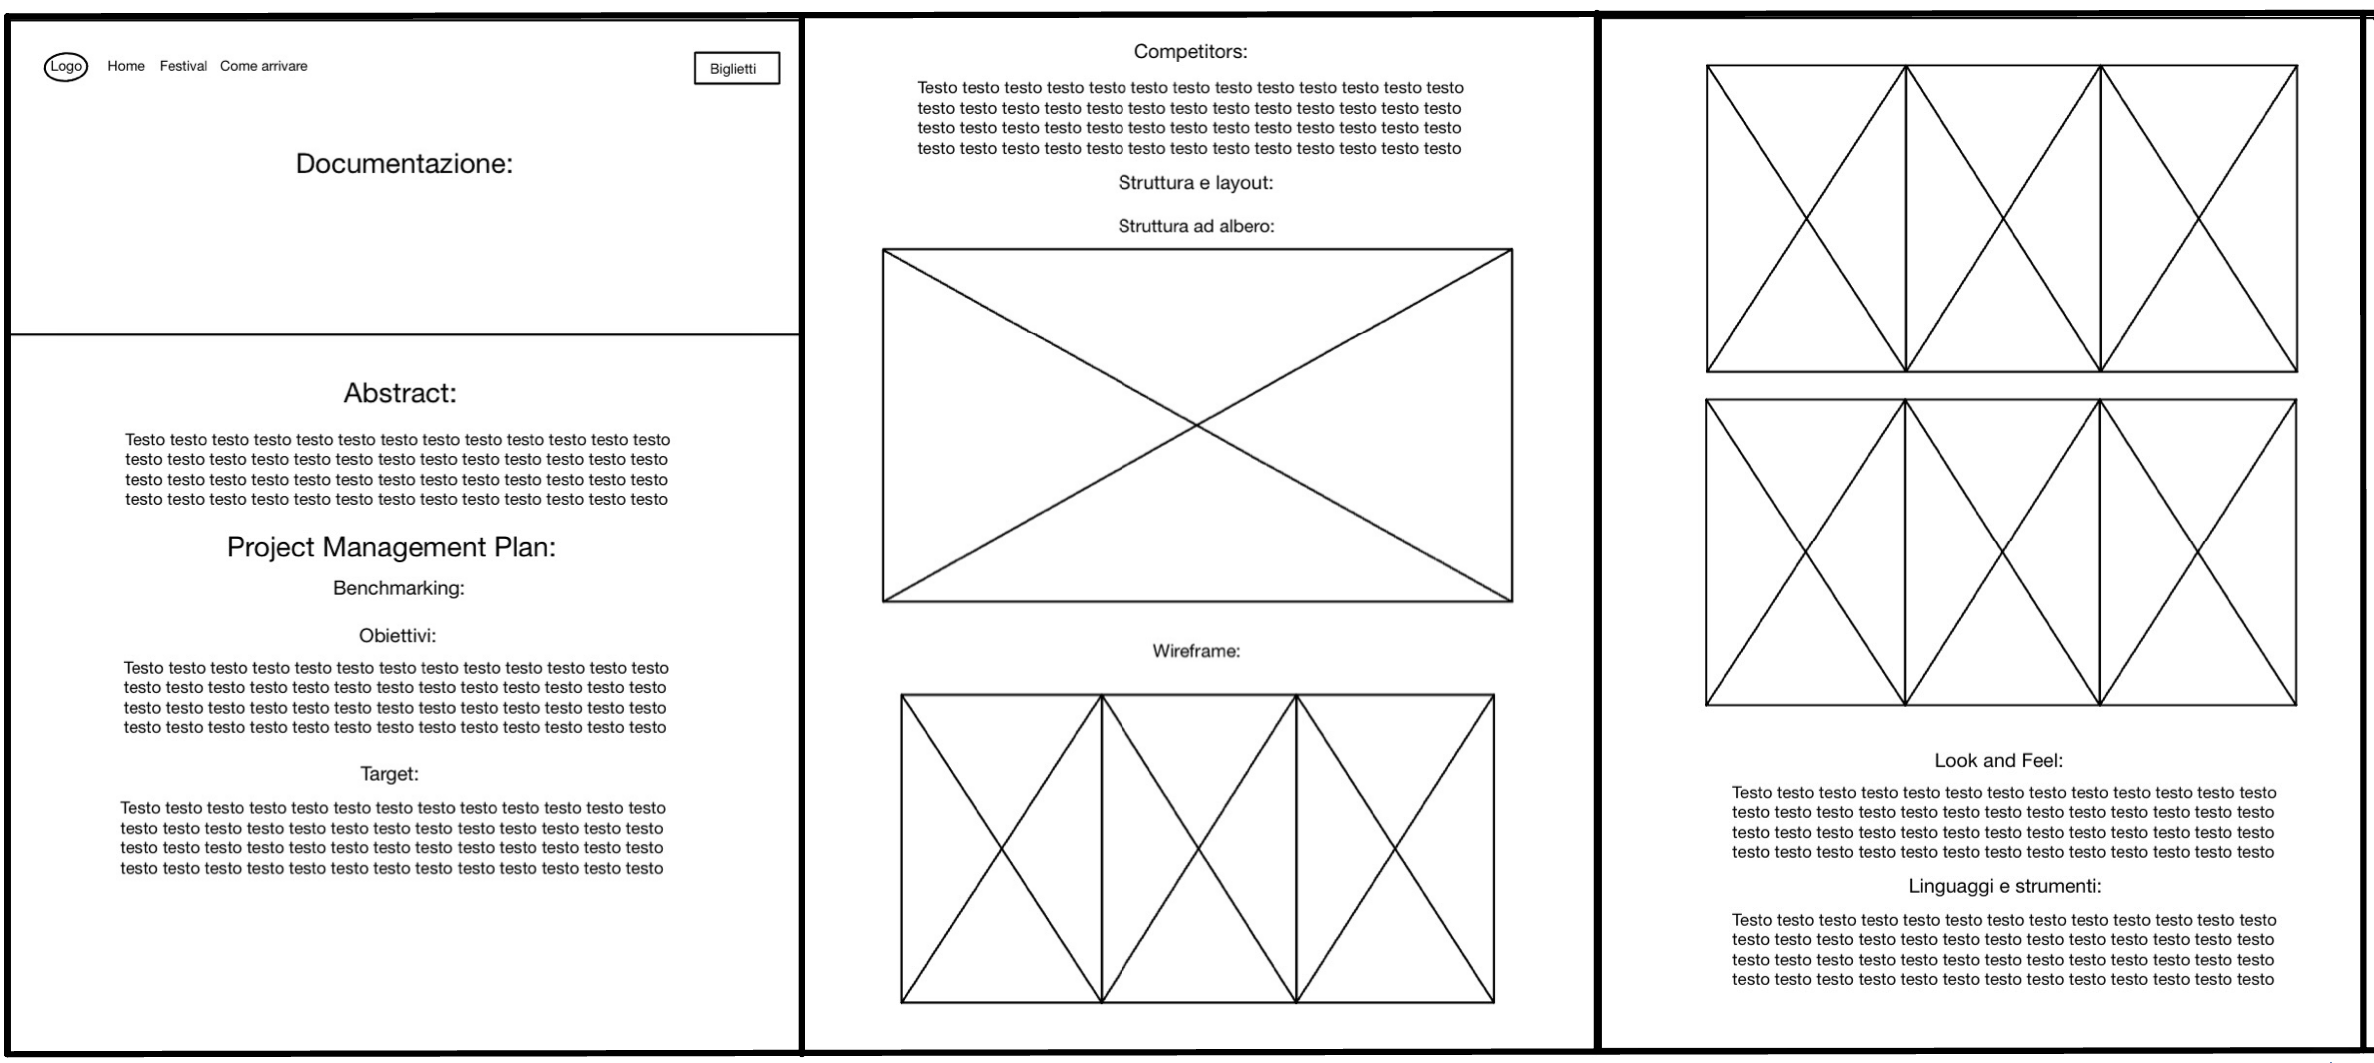 Logo
Home Festival Come arrivare
Biglietti
Documentazione:
Abstract:
Testo testo testo testo testo testo testo testo testo testo testo testo testo
testo testo testo testo testo testo testo testo testo testo testo testo testo
testo testo testo testo testo testo testo testo testo testo testo testo testo
testo testo testo testo testo testo testo testo testo testo testo testo testo
Project Management Plan:
Benchmarking:
Obiettivi:
Testo testo testo testo testo testo testo testo testo testo testo testo testo
testo testo testo testo testo testo testo testo testo testo testo testo testo
testo testo testo testo testo testo testo testo testo testo testo testo testo
testo testo testo testo testo testo testo testo testo testo testo testo testo
Target:
Testo testo testo testo testo testo testo testo testo testo testo testo testo
testo testo testo testo testo testo testo testo testo testo testo testo testo
testo testo testo testo testo testo testo testo testo testo testo testo testo
testo testo testo testo testo testo testo testo testo testo testo testo testo
Competitors:
Testo testo testo testo testo testo testo testo testo testo testo testo testo
testo testo testo testo testo testo testo testo testo testo testo testo testo
testo testo testo testo testo testo testo testo testo testo testo testo testo
testo testo testo testo testo testo testo testo testo testo testo testo testo
Struttura e layout:
Struttura ad albero:
Wireframe:
Look and Feel:
Testo testo testo testo testo testo testo testo testo testo testo testo testo
testo testo testo testo testo testo testo testo testo testo testo testo testo
testo testo testo testo testo testo testo testo testo testo testo testo testo
testo testo testo testo testo testo testo testo testo testo testo testo testo
Linguaggi e strumenti:
Testo testo testo testo testo testo testo testo testo testo testo testo testo
testo testo testo testo testo testo testo testo testo testo testo testo testo
testo testo testo testo testo testo testo testo testo testo testo testo testo
testo testo testo testo testo testo testo testo testo testo testo testo testo